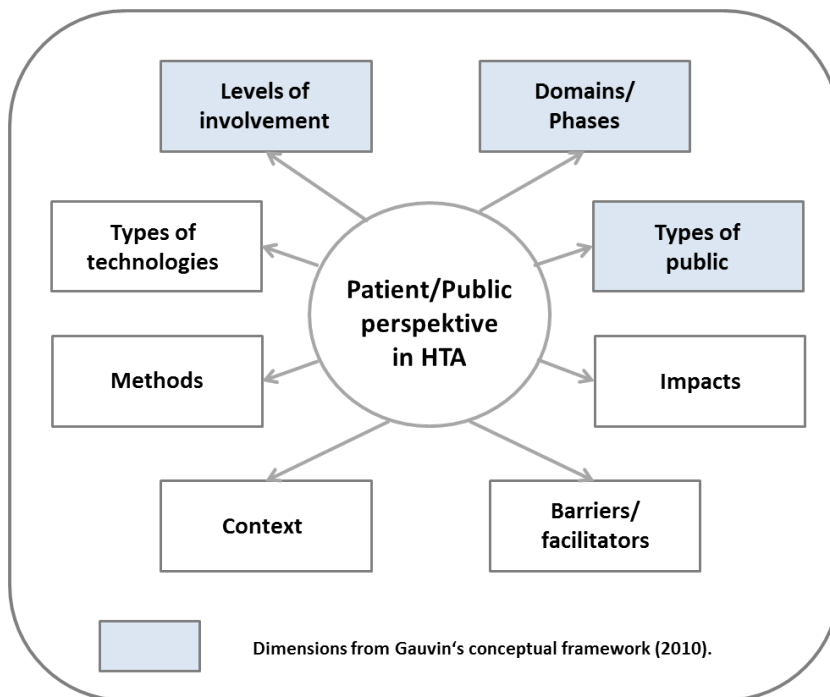 Levels of
involvement
Domains/
Phases
Types of
technologies
Patient/Public
perspektive
in HTA
Types of
public
Methods
Impacts
Context
Barriers/
facilitators
Dimensions from Gauvin‘s conceptual framework (2010).